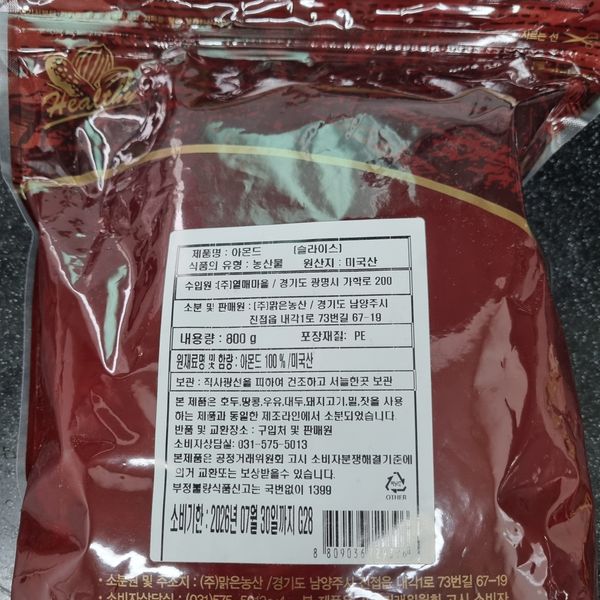 Healthy
제품명 : 아몬드 [슬라이스]
식품의 유형 : 농산물 원산지 : 미국산
수입원 :(주)열매마을 / 경기도 광명시 가학로 200
소분 및 판매원 : (주)맑은농산 / 경기도 남양주시
진접읍 내각1로 73번길 67-19
내용량 : 800 g 포장재질: PE
원재료명 및 함량 : 아몬드 100 % /미국산
보관 : 직사광선을 피하여 건조하고 서늘한곳 보관
본 제품은 호두,땅콩,우유,대두,돼지고기,밀,잣을 사용
하는 제품과 동일한 제조라인에서 소분되었습니다.
반품 및 교환장소 : 구입처 및 판매원
소비자상담실: 031-575-5013
본제품은 공정거래위원회 고시 소비자분쟁해결기준에
의거 교환또는 보상받을수 있습니다.
부정불량식품신고는 국번없이 1399
OTHER
소비기한 : 2026년 07월 30일까지 G28
8 809036
· 소분원 및 주소지 : (주)맑은농산 /경기도 남양주시 진접읍 내각1로 73번길 67-19